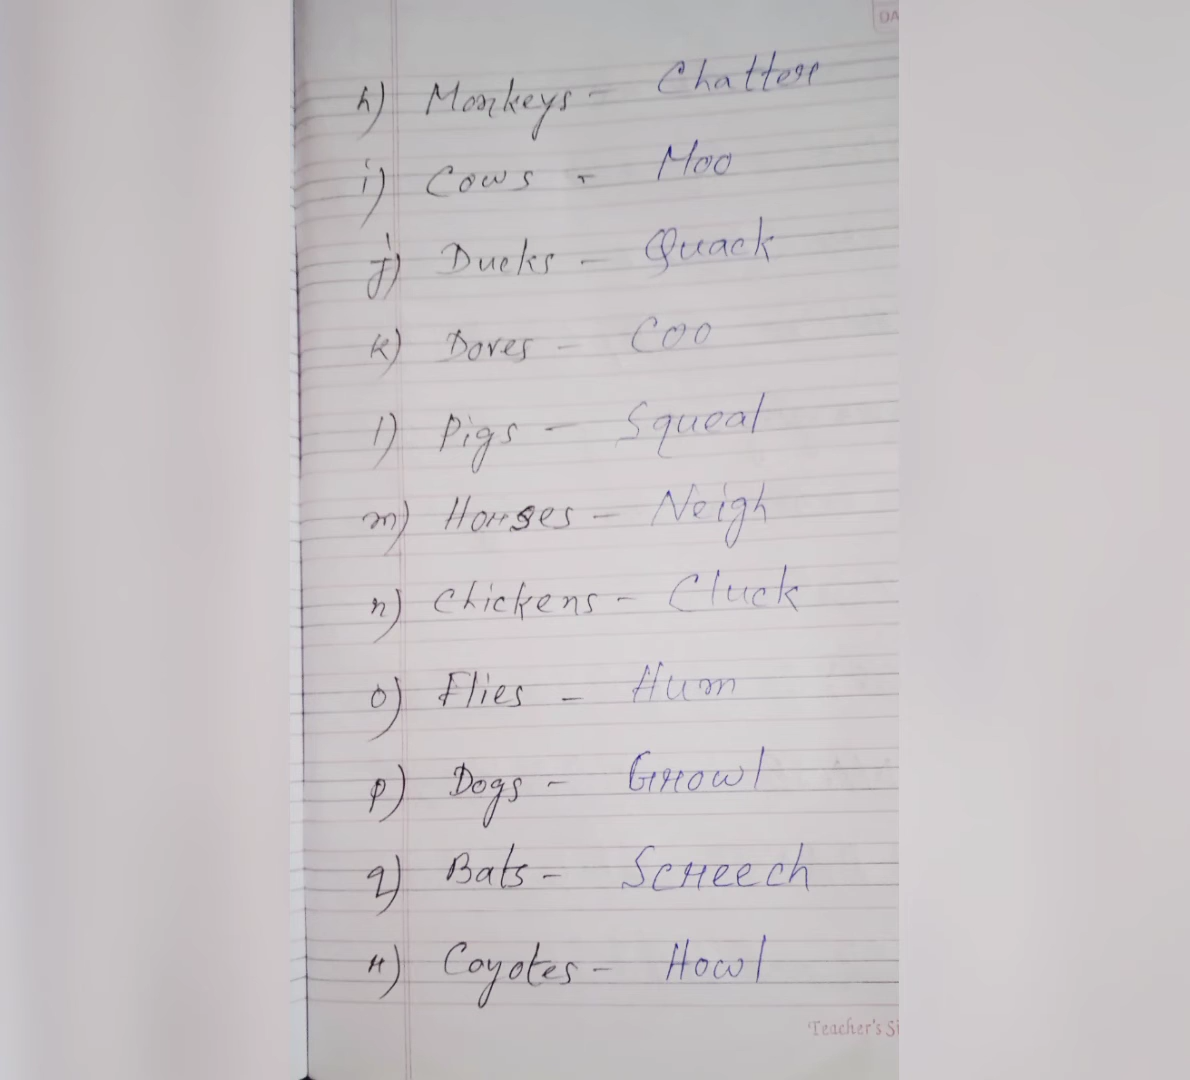 DA
h) Monkeys - Chatter
i) Cows - Moo
j) Ducks - Quack
k) Doves - Coo
l) Pigs - Squeal
m) Horses - Neigh
n) Chickens - Cluck
o) Flies - Hum
p) Dogs - Growl
q) Bats - Screech
r) Coyotes - Howl
Teacher's Si